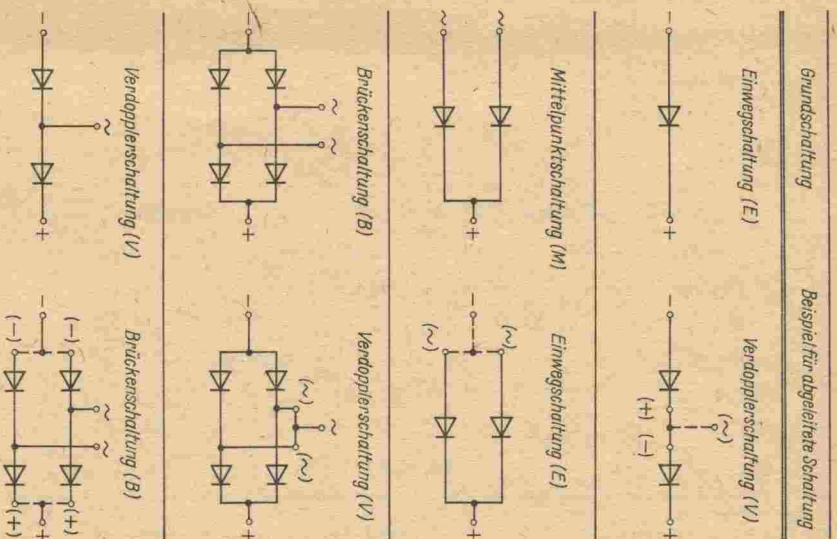 Grundschaltung Beispiel für abgeleitete Schaltung
Einwegschaltung (E) Verdopplerschaltung (V)
(~)
− + − +
(+) (−)
Mittelpunktschaltung (M) Einwegschaltung (E)
~ (~)
+ − +
~ (~)
Brückenschaltung (B) Verdopplerschaltung (V)
~ ~ ~
(~) (~)
− + − +
Verdopplerschaltung (V) Brückenschaltung (B)
~ ~ ~
(−) (+)
− + − +
(−) (+)